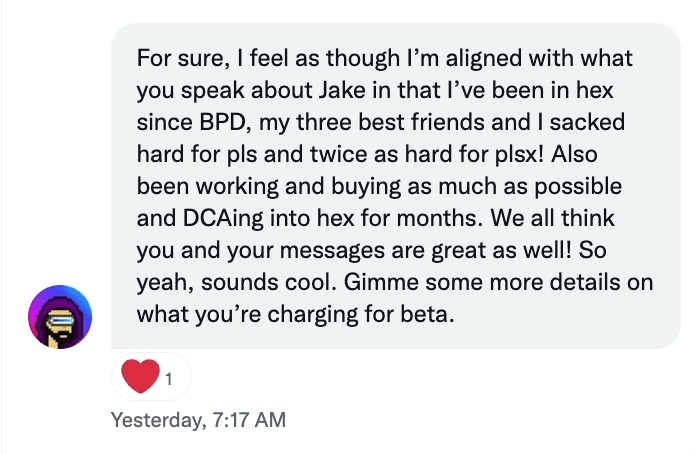 For sure, I feel as though I’m aligned with what
you speak about Jake in that I’ve been in hex
since BPD, my three best friends and I sacked
hard for pls and twice as hard for plsx! Also
been working and buying as much as possible
and DCAing into hex for months. We all think
you and your messages are great as well! So
yeah, sounds cool. Gimme some more details on
what you’re charging for beta.
1
Yesterday, 7:17 AM